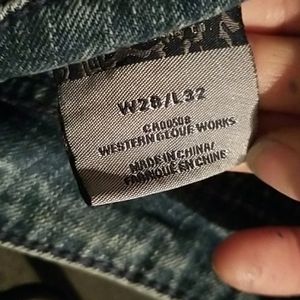 W28/L32
CA00508
WESTERN GLOVE WORKS
MADE IN CHINA/
FABRIQUÉ EN CHINE